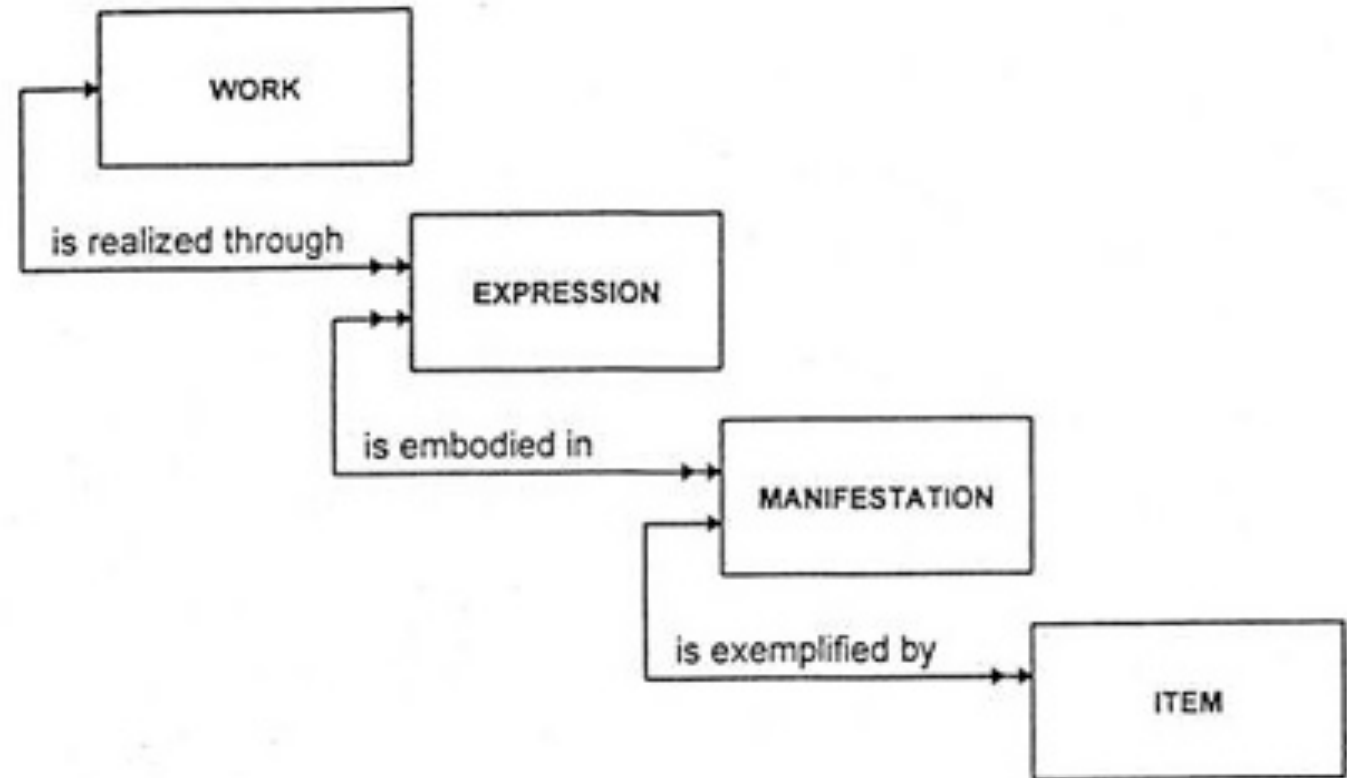 WORK
is realized through
EXPRESSION
is embodied in
MANIFESTATION
is exemplified by
ITEM